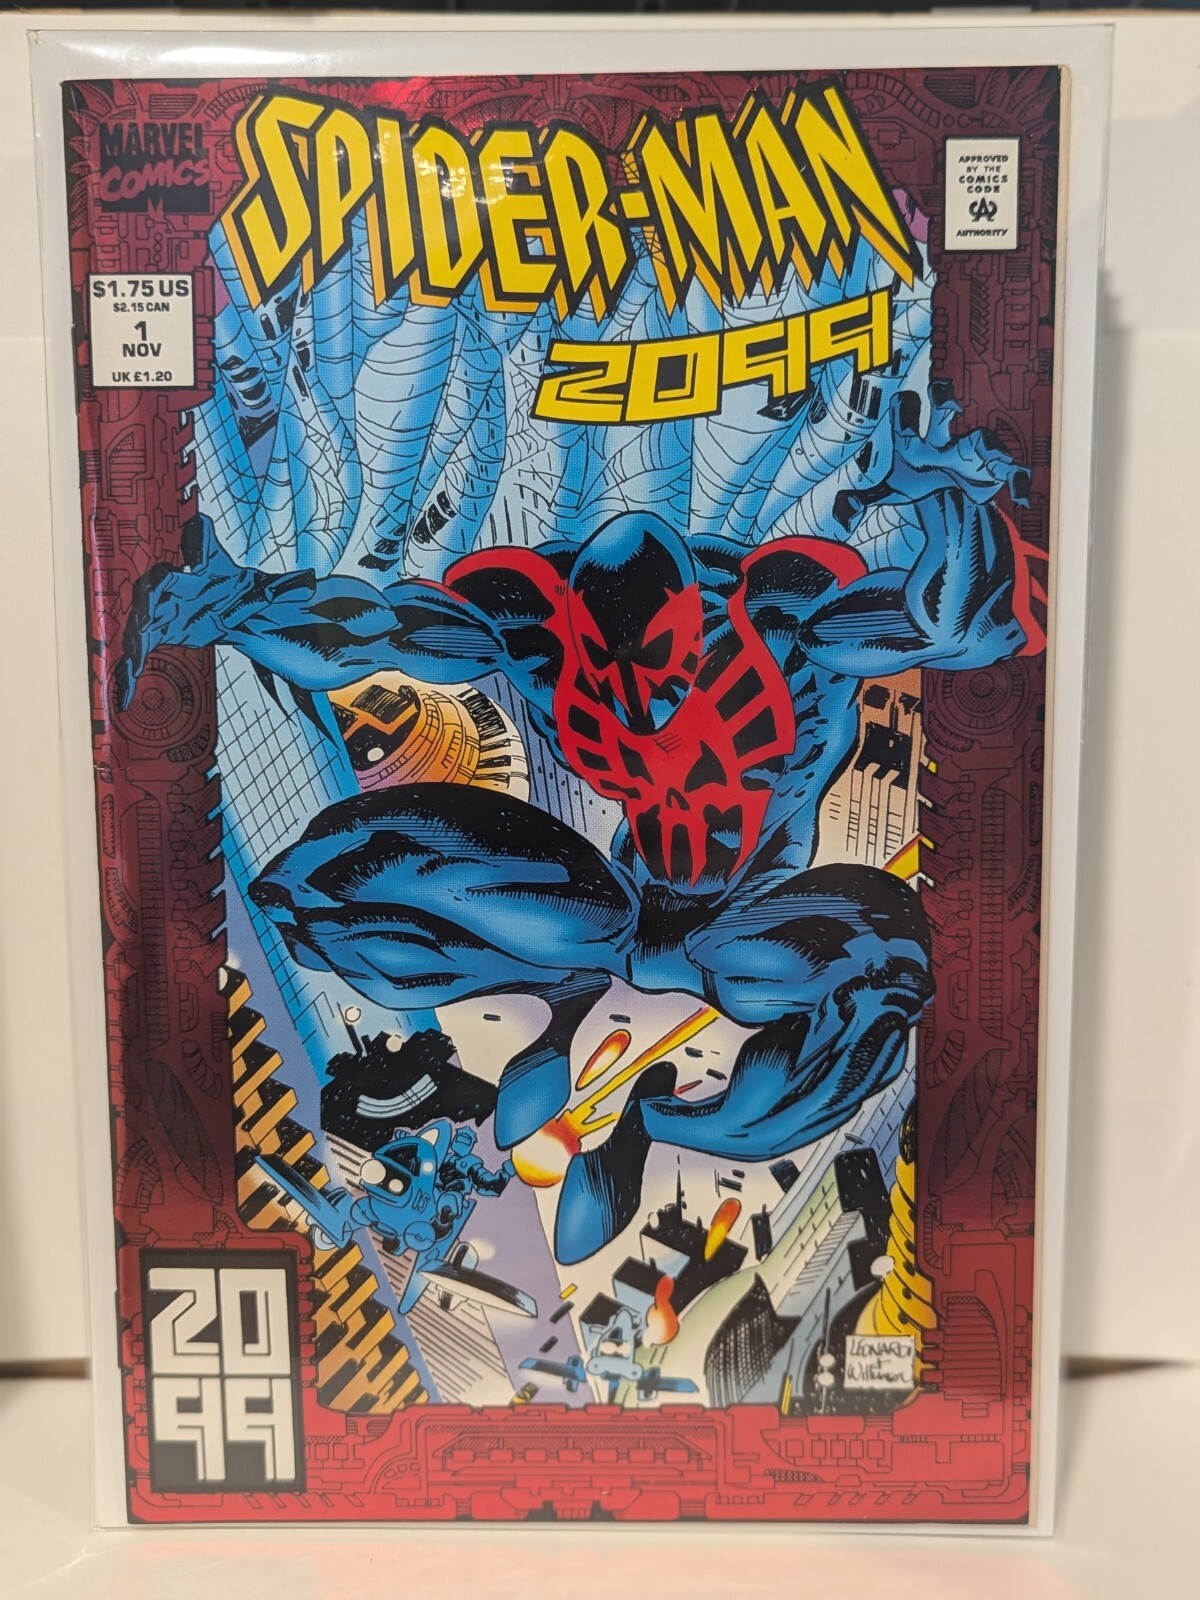 MARVEL
COMICS
SPIDER-MAN
2099
APPROVED
BY THE
COMICS
CODE
CA
AUTHORITY
$1.75 US
$2.15 CAN
1
NOV
UK £1.20
20
99
LEONARDI
+